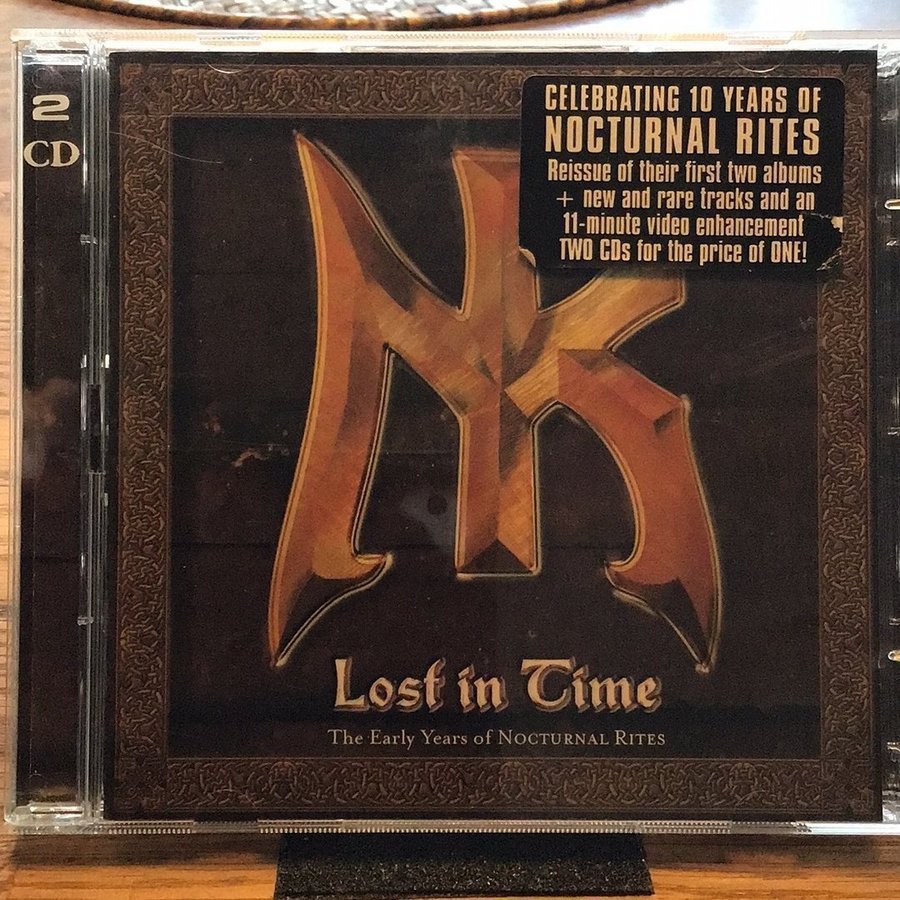 2
CD
CELEBRATING 10 YEARS OF
NOCTURNAL RITES
Reissue of their first two albums
+ new and rare tracks and an
11-minute video enhancement
TWO CDs for the price of ONE!
NR
Lost in Time
The Early Years of NOCTURNAL RITES